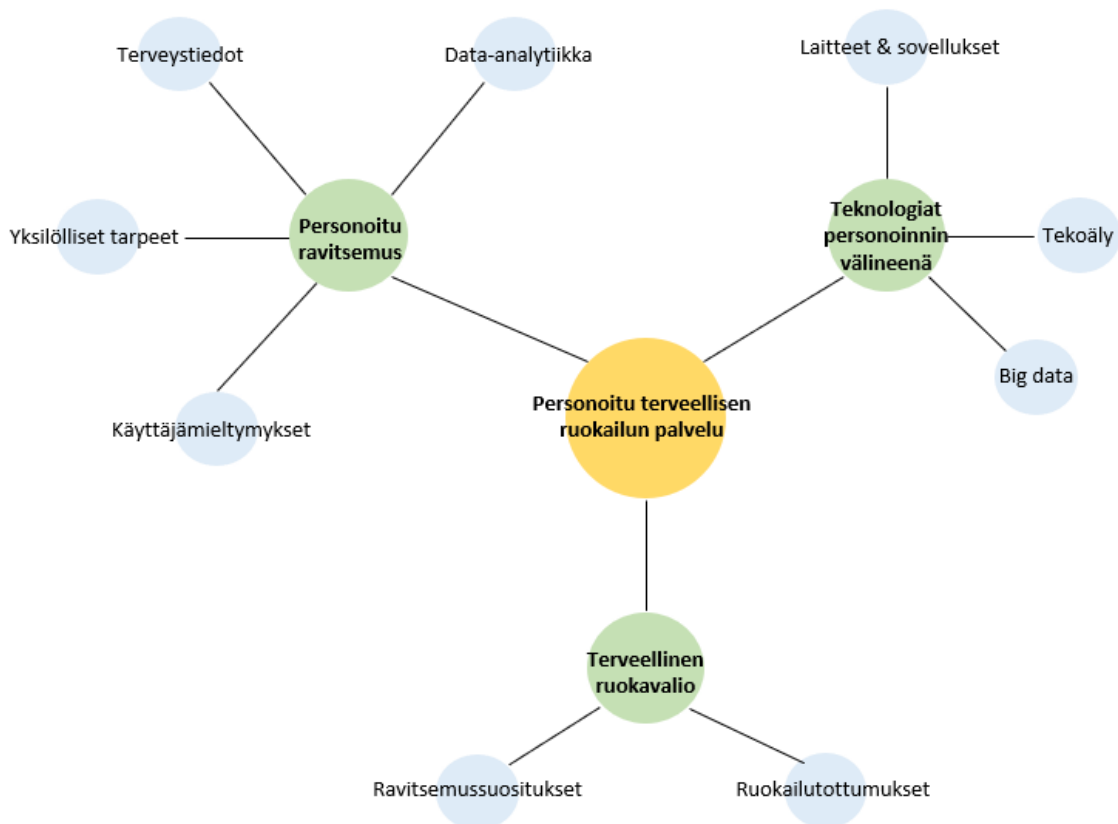 Terveystiedot
Data-analytiikka
Laitteet & sovellukset
Yksilölliset tarpeet
Personoitu
ravitsemus
Teknologiat
personoinnin
välineenä
Tekoäly
Big data
Käyttäjämieltymykset
Personoitu terveellisen
ruokailun palvelu
Terveellinen
ruokavalio
Ravitsemussuositukset
Ruokailutottumukset